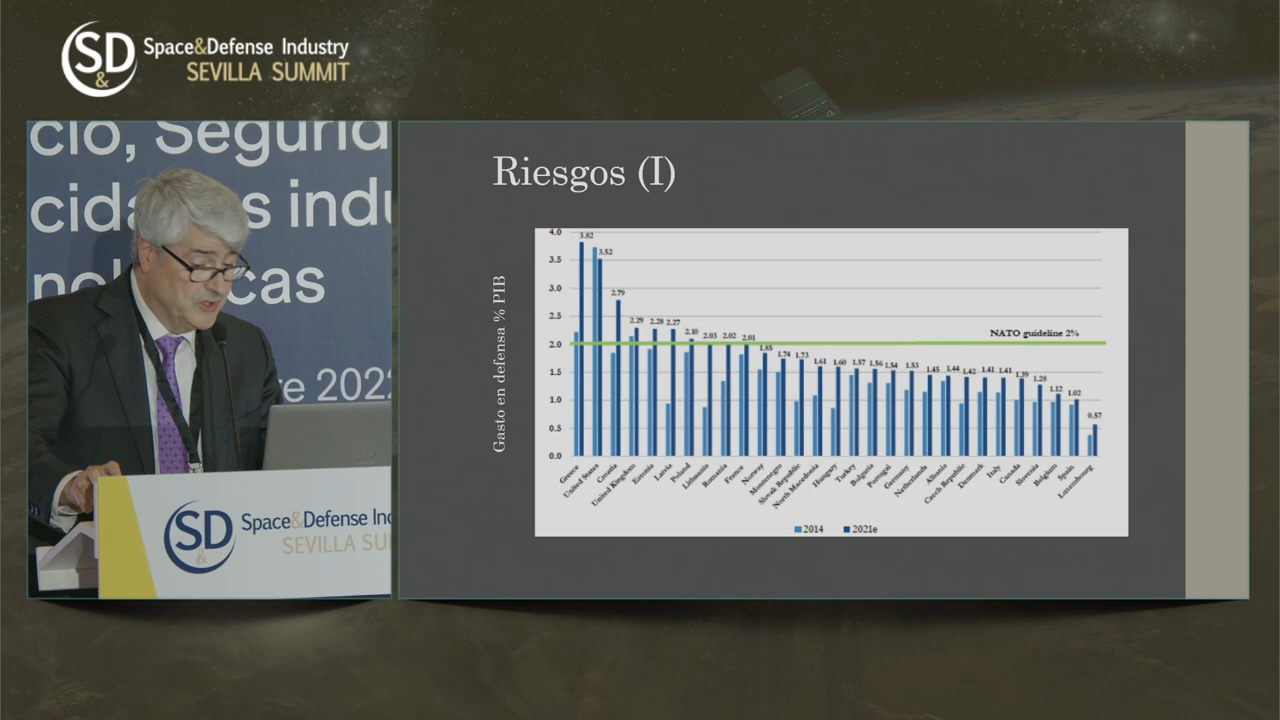 S&D
Space&Defense Industry
SEVILLA SUMMIT
cio, Segurid
s indu
cas
re 2022
S&D
Space&Defense Inc
SEVILLA SU
Riesgos (I)
Gasto en defensa % PIB
4.0
3.5
3.0
2.5
2.0
1.5
1.0
0.5
0.0
3.82
3.52
2.79
2.29
2.28
2.27
2.10
2.03
2.02
2.01
1.85
1.74
1.73
1.61
1.60
1.57
1.56
1.54
1.53
1.45
1.44
1.42
1.41
1.41
1.39
1.28
1.12
1.02
0.57
NATO guideline 2%
Greece
United States
Croatia
United Kingdom
Estonia
Latvia
Poland
Lithuania
Romania
France
Norway
Montenegro
Slovak Republic
North Macedonia
Hungary
Turkey
Bulgaria
Portugal
Germany
Netherlands
Albania
Czech Republic
Denmark
Italy
Canada
Slovenia
Belgium
Spain
Luxembourg
2014
2021e